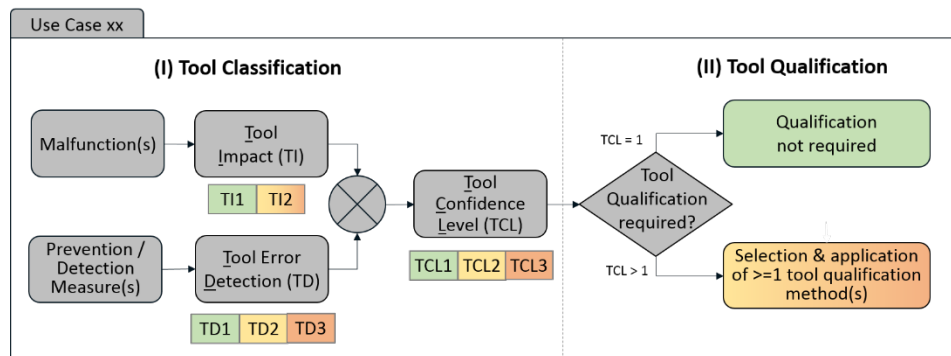 Use Case xx
(I) Tool Classification
(II) Tool Qualification
Malfunction(s)
Tool
Impact (TI)
TI1 TI2
Prevention /
Detection
Measure(s)
Tool Error
Detection (TD)
TD1 TD2 TD3
Tool
Confidence
Level (TCL)
TCL1 TCL2 TCL3
Tool
Qualification
required?
TCL = 1
Qualification
not required
TCL > 1
Selection & application
of >=1 tool qualification
method(s)